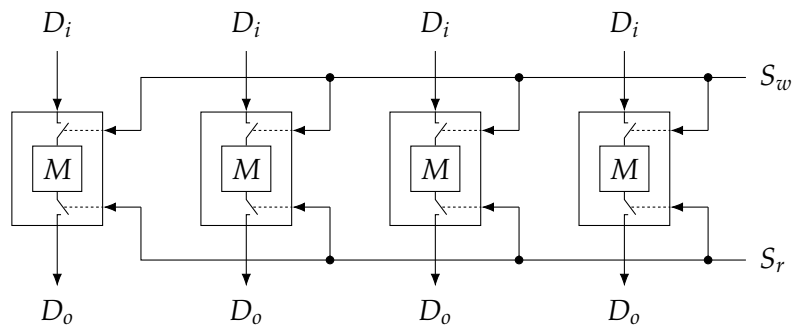 D_i D_i D_i D_i
S_w
M M M M
S_r
D_o D_o D_o D_o